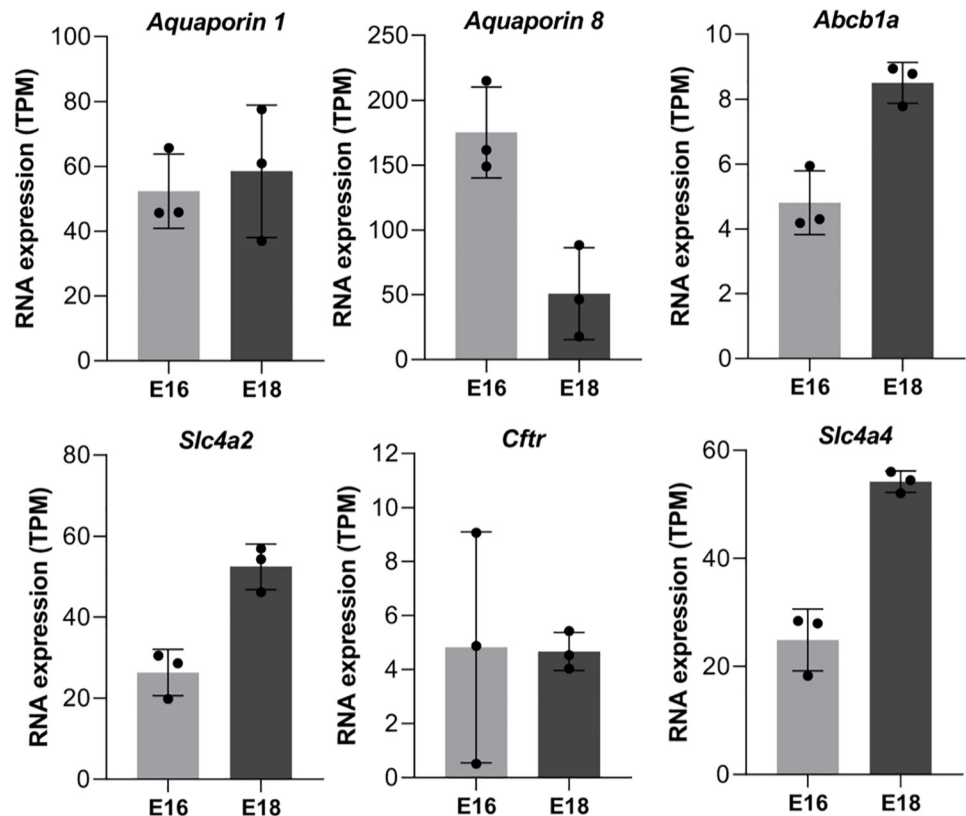 Aquaporin 1
RNA expression (TPM)
100
80
60
40
20
0
E16
E18
Aquaporin 8
RNA expression (TPM)
250
200
150
100
50
0
E16
E18
Abcb1a
RNA expression (TPM)
10
8
6
4
2
0
E16
E18
Slc4a2
RNA expression (TPM)
80
60
40
20
0
E16
E18
Cftr
RNA expression (TPM)
12
10
8
6
4
2
0
E16
E18
Slc4a4
RNA expression (TPM)
60
40
20
0
E16
E18